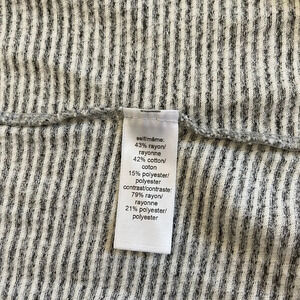 self/même:
43% rayon/
rayonne
42% cotton/
coton
15% polyester/
polyester
contrast/contraste:
79% rayon/
rayonne
21% polyester/
polyester